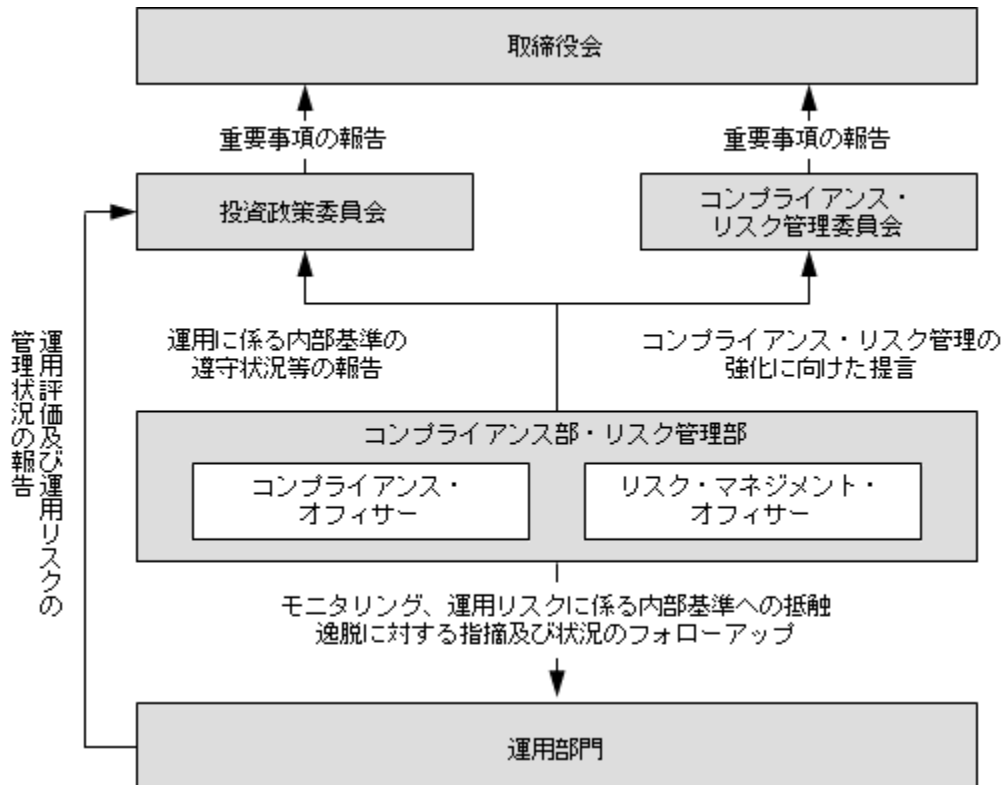 取締役会
重要事項の報告
重要事項の報告
投資政策委員会
コンプライアンス・
リスク管理委員会
運用に係る内部基準の
遵守状況等の報告
コンプライアンス・リスク管理の
強化に向けた提言
運用評価及び運用リスクの
管理状況の報告
コンプライアンス部・リスク管理部
コンプライアンス・
オフィサー
リスク・マネジメント・
オフィサー
モニタリング、運用リスクに係る内部基準への抵触
逸脱に対する指摘及び状況のフォローアップ
運用部門